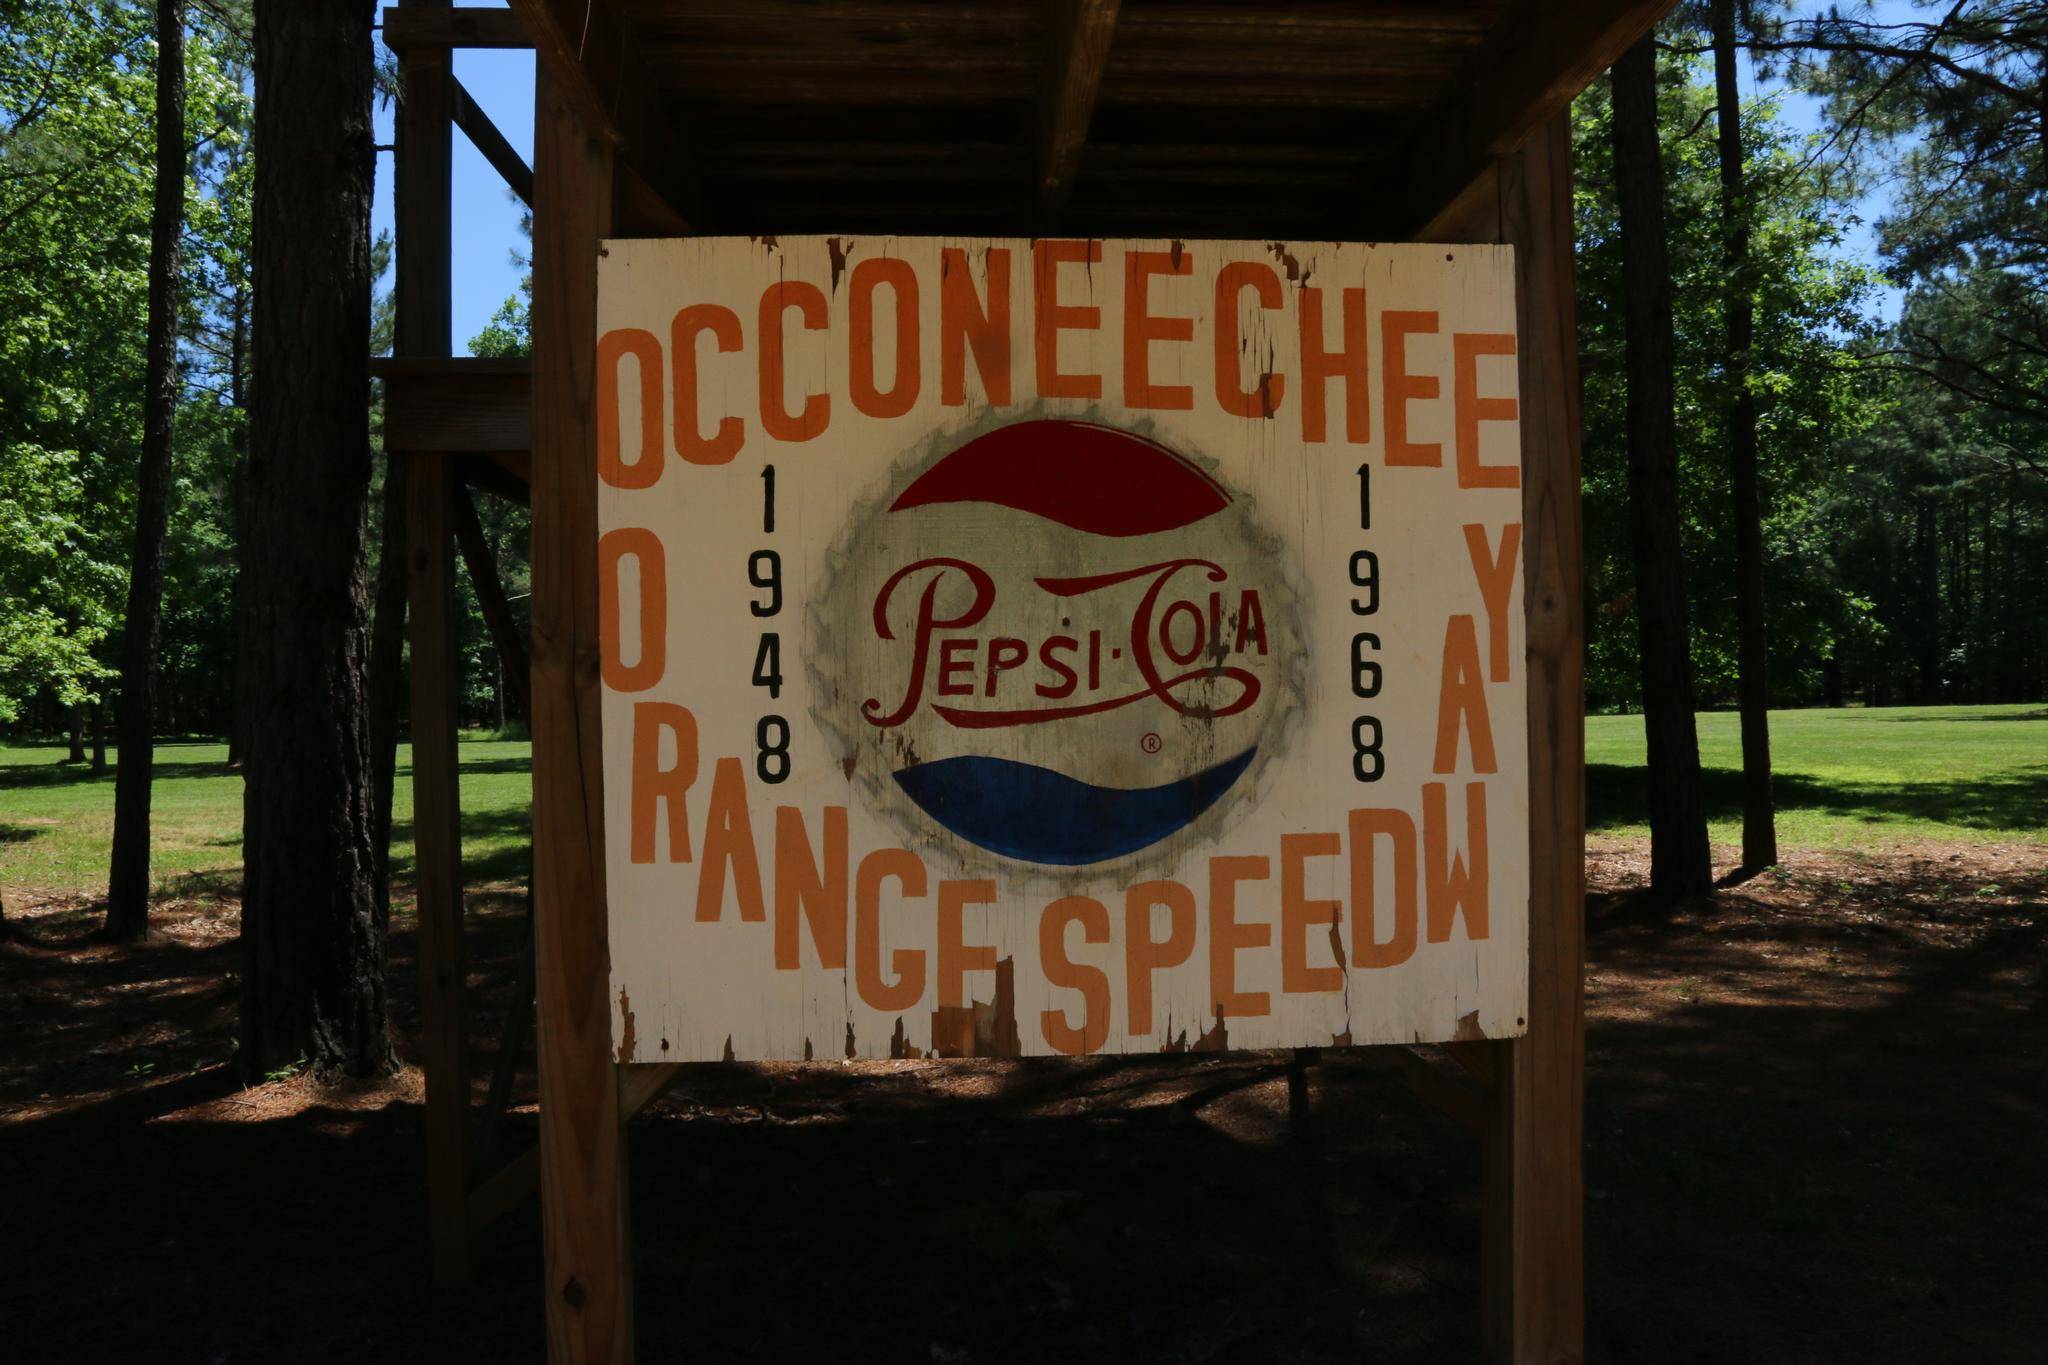 OCCONEECHEE
1948
PEPSI·COLA
®
1968
ORANGE SPEEDWAY